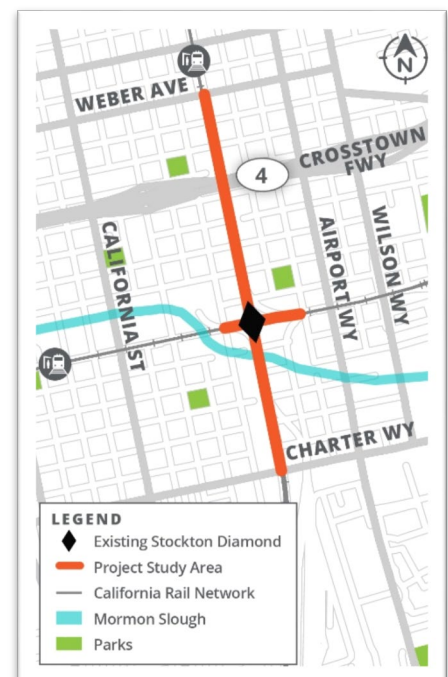 N
WEBER AVE
CROSSTOWN
FWY
4
CALIFORNIA ST
AIRPORT WY
WILSON WY
CHARTER WY
LEGEND
Existing Stockton Diamond
Project Study Area
California Rail Network
Mormon Slough
Parks